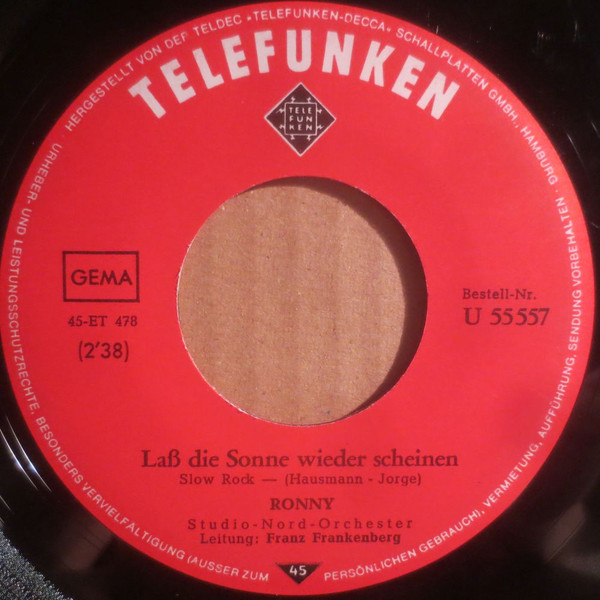 HERGESTELLT VON DER TELDEC »TELEFUNKEN-DECCA« SCHALLPLATTEN GMBH., HAMBURG ·
TELEFUNKEN
TELE
FUN
KEN
GEMA
45-ET 478
(2'38)
Bestell-Nr.
U 55557
Laß die Sonne wieder scheinen
Slow Rock — (Hausmann - Jorge)
RONNY
Studio-Nord-Orchester
Leitung: Franz Frankenberg
45
URHEBER- UND LEISTUNGSSCHUTZRECHTE, BESONDERS VERVIELFÄLTIGUNG (AUSSER ZUM PERSÖNLICHEN GEBRAUCH), VERMIETUNG, AUFFÜHRUNG, SENDUNG VORBEHALTEN ·